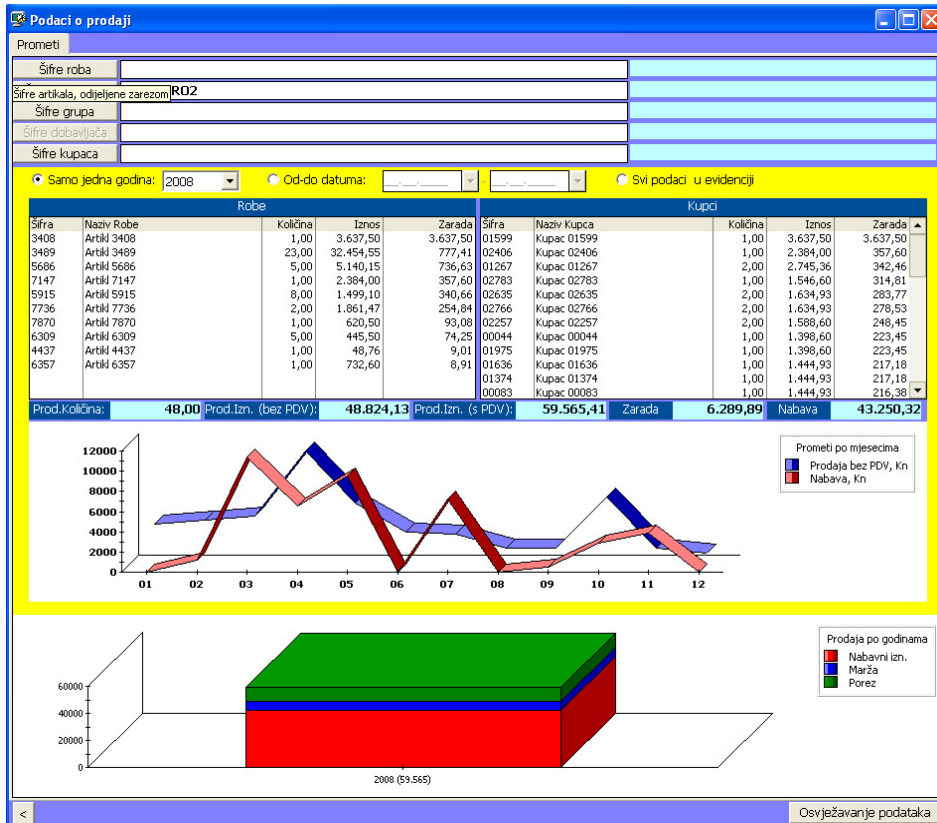 Podaci o prodaji
Prometi
Šifre roba
Šifre artikala, odijeljene zarezom RO2
Šifre grupa
Šifre dobavljača
Šifre kupaca
Samo jedna godina: 2008 Od-do datuma: __.__.____ - __.__.____ Svi podaci u evidenciji
Robe Kupci
Šifra Naziv Robe Količina Iznos Zarada Šifra Naziv Kupca Količina Iznos Zarada
3408 Artikl 3408 1,00 3.637,50 3.637,50 01599 Kupac 01599 1,00 3.637,50 3.637,50
3489 Artikl 3489 23,00 32.454,55 777,41 02406 Kupac 02406 1,00 2.384,00 357,60
5686 Artikl 5686 5,00 5.140,15 736,63 01267 Kupac 01267 2,00 2.745,36 342,46
7147 Artikl 7147 1,00 2.384,00 357,60 02783 Kupac 02783 1,00 1.546,60 314,81
5915 Artikl 5915 8,00 1.499,10 340,66 02635 Kupac 02635 2,00 1.634,93 283,77
7736 Artikl 7736 2,00 1.861,47 254,84 02766 Kupac 02766 2,00 1.634,93 278,53
7870 Artikl 7870 1,00 620,50 93,08 02257 Kupac 02257 2,00 1.588,60 248,45
6309 Artikl 6309 5,00 445,50 74,25 00044 Kupac 00044 1,00 1.398,60 223,45
4437 Artikl 4437 1,00 48,76 9,01 01975 Kupac 01975 1,00 1.398,60 223,45
6357 Artikl 6357 1,00 732,60 8,91 01636 Kupac 01636 1,00 1.444,93 217,18
01374 Kupac 01374 1,00 1.444,93 217,18
00083 Kupac 00083 1,00 1.444,93 216,38
Prod.Količina: 48,00 Prod.Izn. (bez PDV): 48.824,13 Prod.Izn. (s PDV): 59.565,41 Zarada 6.289,89 Nabava 43.250,32
Prometi po mjesecima
Prodaja bez PDV, Kn
Nabava, Kn
12000
10000
8000
6000
4000
2000
0
01 02 03 04 05 06 07 08 09 10 11 12
Prodaja po godinama
Nabavni izn.
Marža
Porez
60000
40000
20000
0
2008 (59.565)
< Osvježavanje podataka